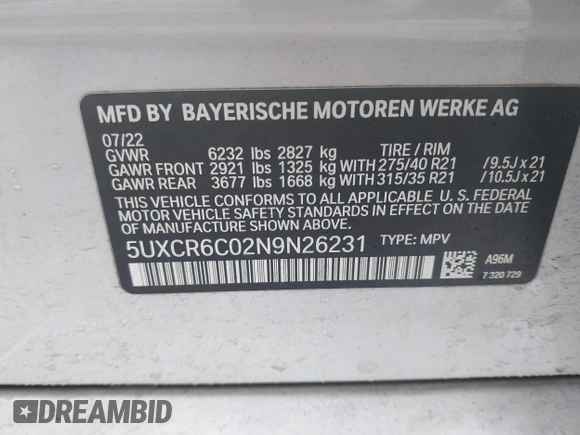 MFD BY BAYERISCHE MOTOREN WERKE AG
07/22
GVWR 6232 lbs 2827 kg TIRE / RIM
GAWR FRONT 2921 lbs 1325 kg WITH 275/40 R21 /9.5J x 21
GAWR REAR 3677 lbs 1668 kg WITH 315/35 R21 /10.5J x 21
THIS VEHICLE CONFORMS TO ALL APPLICABLE U. S. FEDERAL
MOTOR VEHICLE SAFETY STANDARDS IN EFFECT ON THE DATE
OF MANUFACTURE SHOWN ABOVE.
5UXCR6C02N9N26231 TYPE: MPV
A96M
7 320 729
DREAMBID